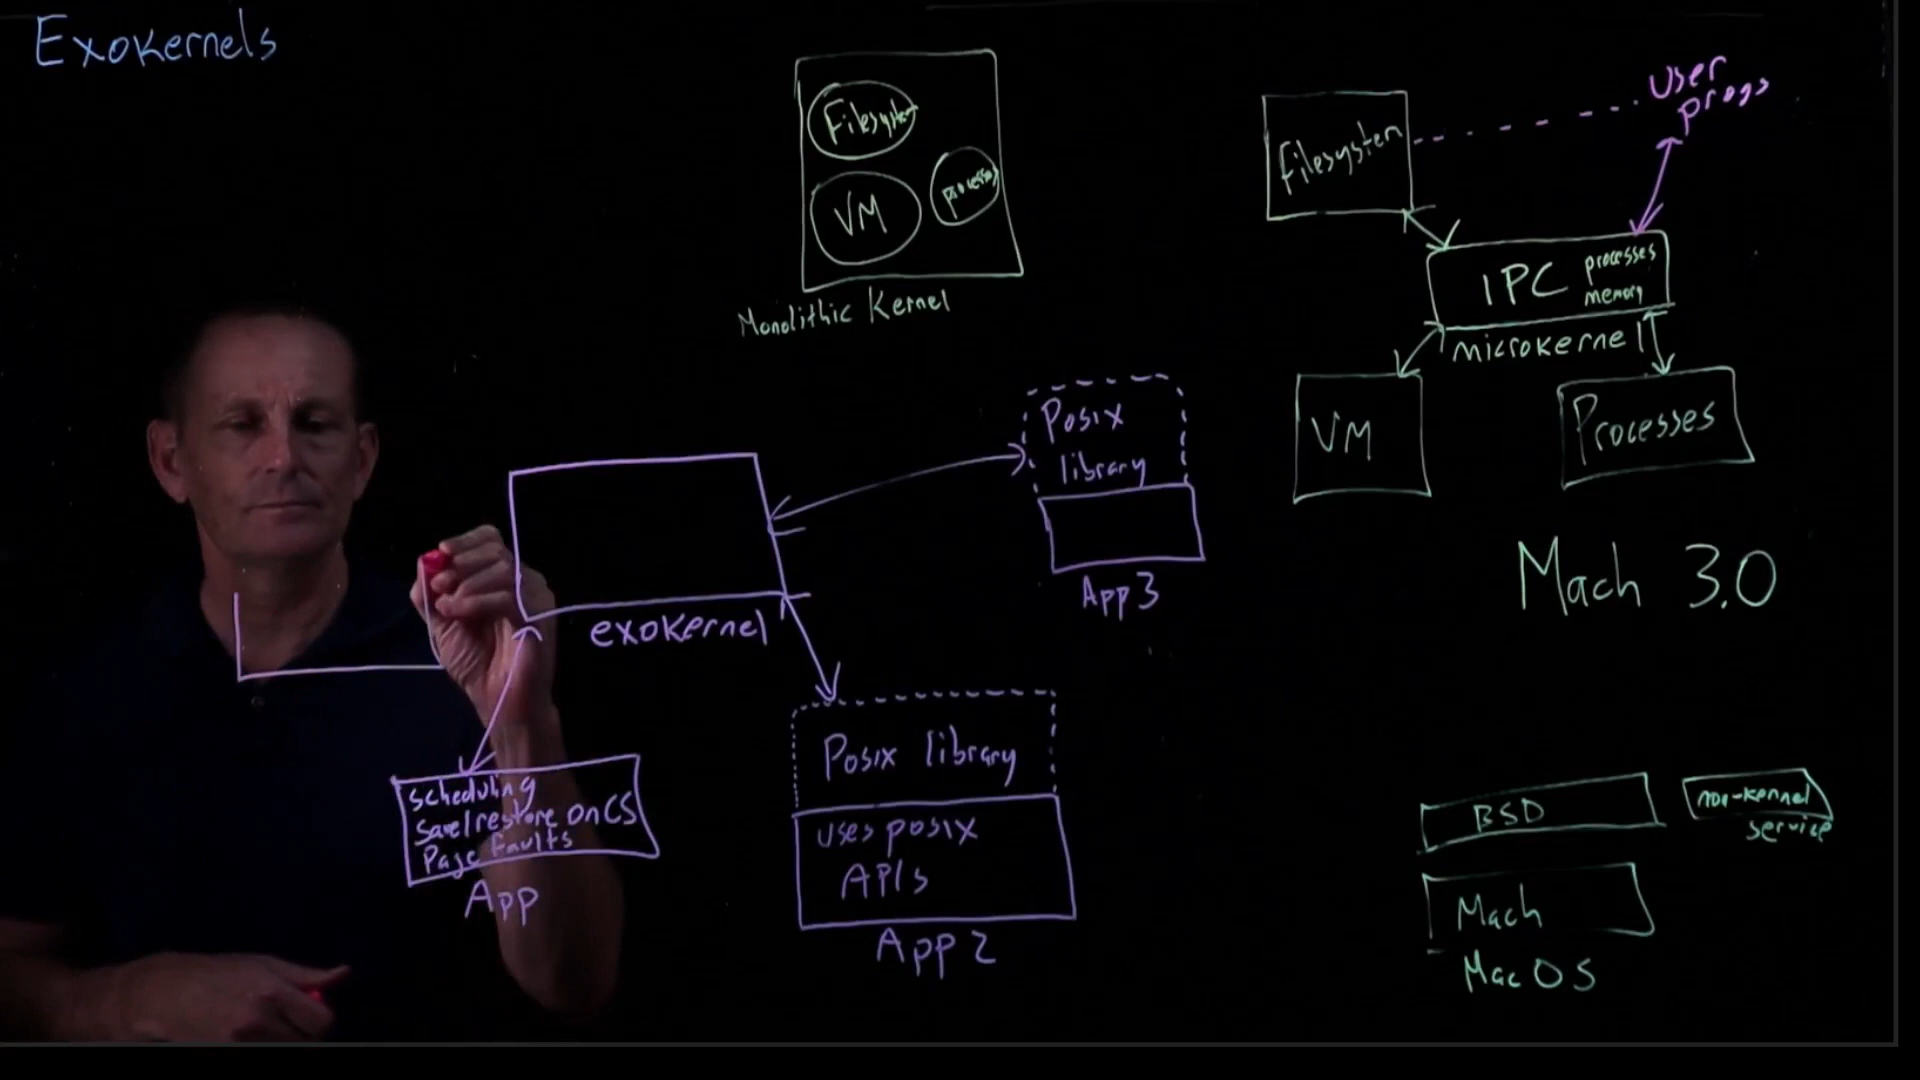 Exokernels
Filesystem
VM
processes
Monolithic Kernel
Filesystem
user
progs
IPC
processes
memory
microkernel
VM
Processes
Mach 3.0
exokernel
Posix
library
App 3
scheduling
Save/restore on CS
Page faults
App
Posix library
uses posix
APIs
App 2
BSD
non-kernel
service
Mach
MacOS